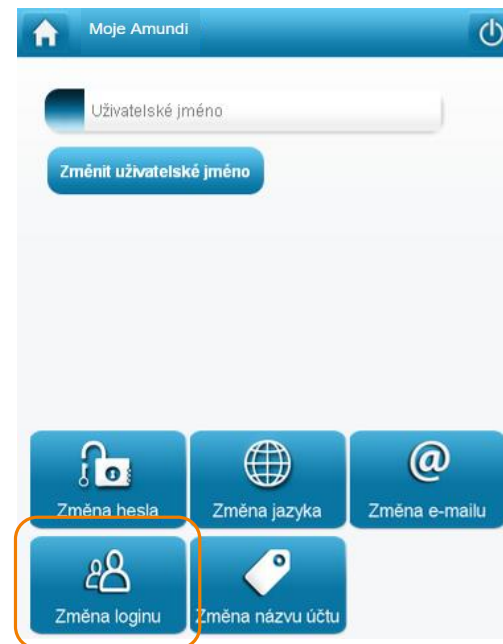 Moje Amundi
Uživatelské jméno
Změnit uživatelské jméno
Změna hesla
Změna jazyka
@
Změna e-mailu
Změna loginu
Změna názvu účtu